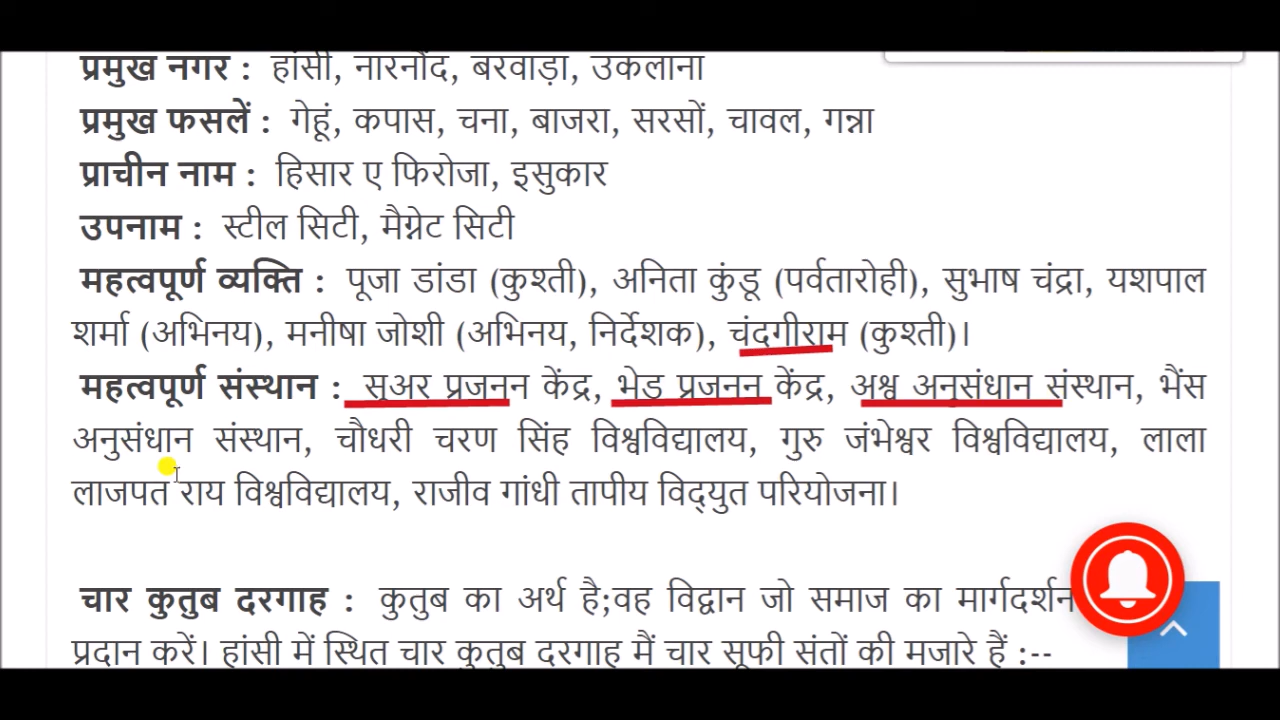 प्रमुख नगर : हांसी, नारनौंद, बरवाड़ा, उकलाना
प्रमुख फसलें : गेहूं, कपास, चना, बाजरा, सरसों, चावल, गन्ना
प्राचीन नाम : हिसार ए फिरोजा, इसुकार
उपनाम : स्टील सिटी, मैग्नेट सिटी
महत्वपूर्ण व्यक्ति : पूजा डांडा (कुश्ती), अनिता कुंडू (पर्वतारोही), सुभाष चंद्रा, यशपाल
शर्मा (अभिनय), मनीषा जोशी (अभिनय, निर्देशक), चंदगीराम (कुश्ती)।
महत्वपूर्ण संस्थान : सूअर प्रजनन केंद्र, भेड प्रजनन केंद्र, अश्व अनुसंधान संस्थान, भैंस
अनुसंधान संस्थान, चौधरी चरण सिंह विश्वविद्यालय, गुरु जंभेश्वर विश्वविद्यालय, लाला
लाजपत राय विश्वविद्यालय, राजीव गांधी तापीय विद्युत परियोजना।
चार कुतुब दरगाह : कुतुब का अर्थ है;वह विद्वान जो समाज का मार्गदर्शन
प्रदान करें। हांसी में स्थित चार कुतुब दरगाह मैं चार सूफी संतों की मजारे हैं :--